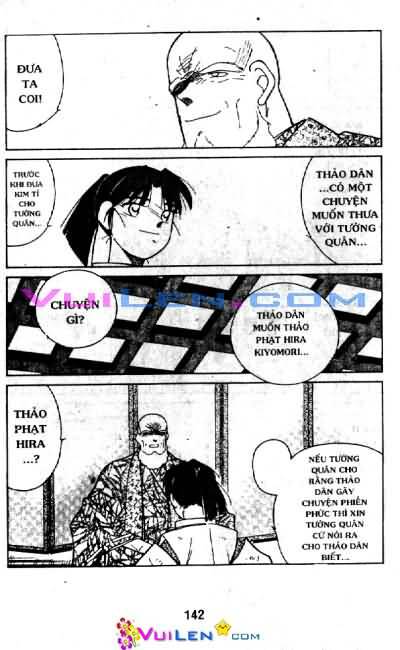 ĐƯA
TA
COI!
THẢO DÂN
...CÓ MỘT
CHUYỆN
MUỐN THƯA
VỚI TƯỚNG
QUÂN...
TRƯỚC
KHI ĐƯA
KIM TỈ
CHO
TƯỚNG
QUÂN...
CHUYỆN
GÌ?
THẢO DÂN
MUỐN THẢO
PHẠT HIRA
KIYOMORI...
VUILEN.COM
THẢO
PHẠT
HIRA
...?
NẾU TƯỚNG
QUÂN CHO
RẰNG THẢO
DÂN GÂY
CHUYỆN PHIỀN
PHỨC THÌ XIN
TƯỚNG QUÂN
CỨ NÓI RA
CHO THẢO DÂN
BIẾT...
142
VUILEN.COM